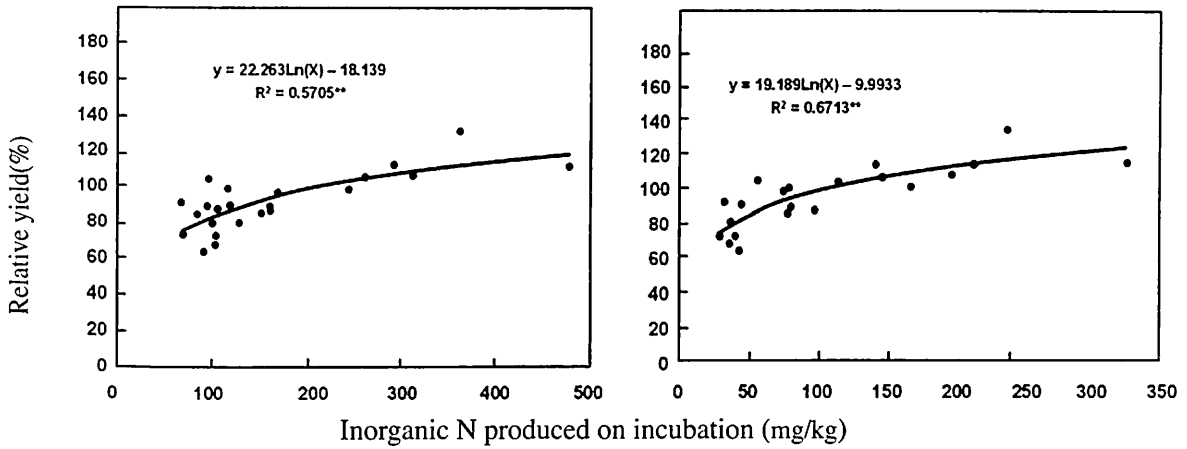 180
160
140
120
100
80
60
40
20
0
y = 22.263Ln(X) – 18.139
R² = 0.5705**
0 100 200 300 400 500
180
160
140
120
100
80
60
40
20
0
y = 19.189Ln(X) – 9.9933
R² = 0.6713**
0 50 100 150 200 250 300 350
Relative yield(%)
Inorganic N produced on incubation (mg/kg)